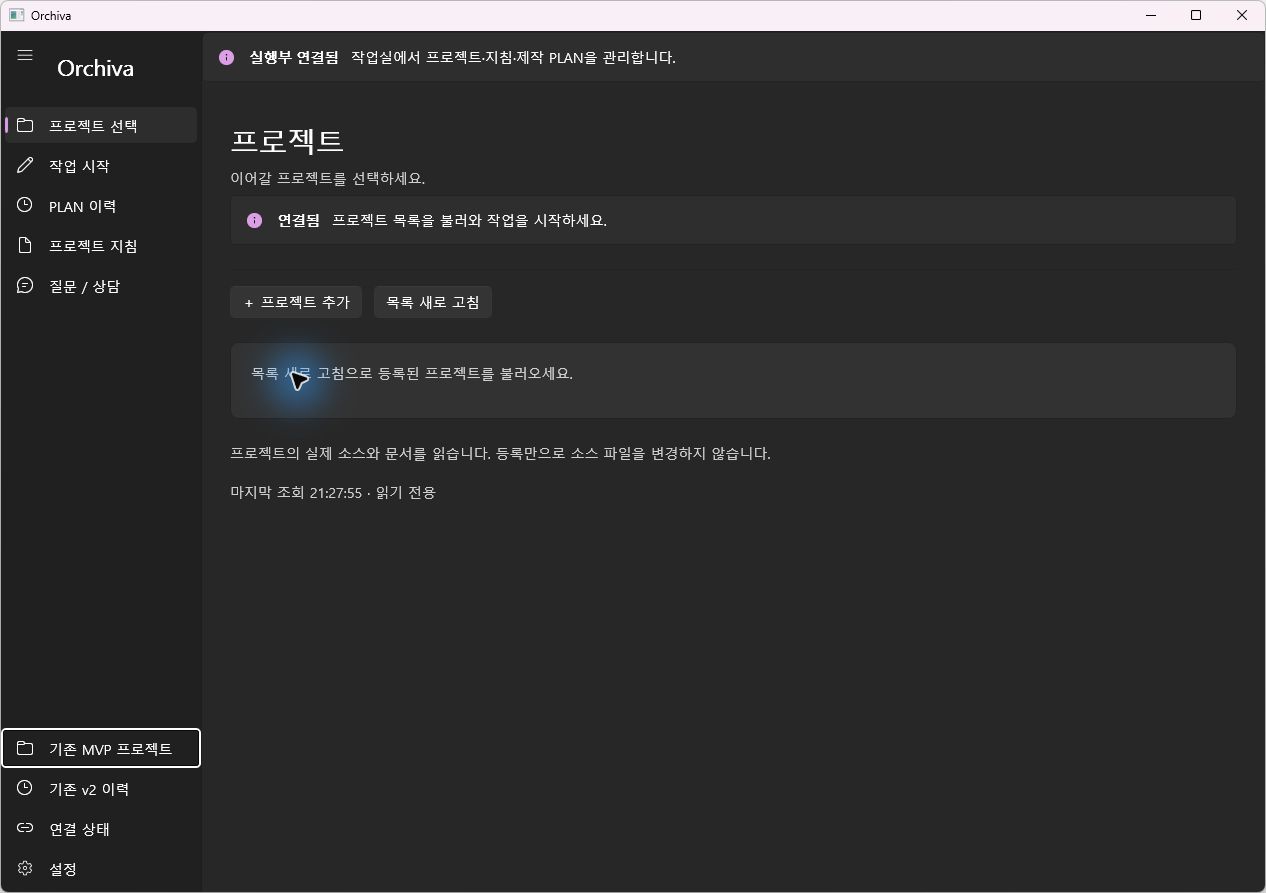 Orchiva
Orchiva
실행부 연결됨 작업실에서 프로젝트·지침·제작 PLAN을 관리합니다.
프로젝트 선택
작업 시작
PLAN 이력
프로젝트 지침
질문 / 상담
프로젝트
이어갈 프로젝트를 선택하세요.
연결됨 프로젝트 목록을 불러와 작업을 시작하세요.
+ 프로젝트 추가 목록 새로 고침
목록 새로 고침으로 등록된 프로젝트를 불러오세요.
프로젝트의 실제 소스와 문서를 읽습니다. 등록만으로 소스 파일을 변경하지 않습니다.
마지막 조회 21:27:55 · 읽기 전용
기존 MVP 프로젝트
기존 v2 이력
연결 상태
설정